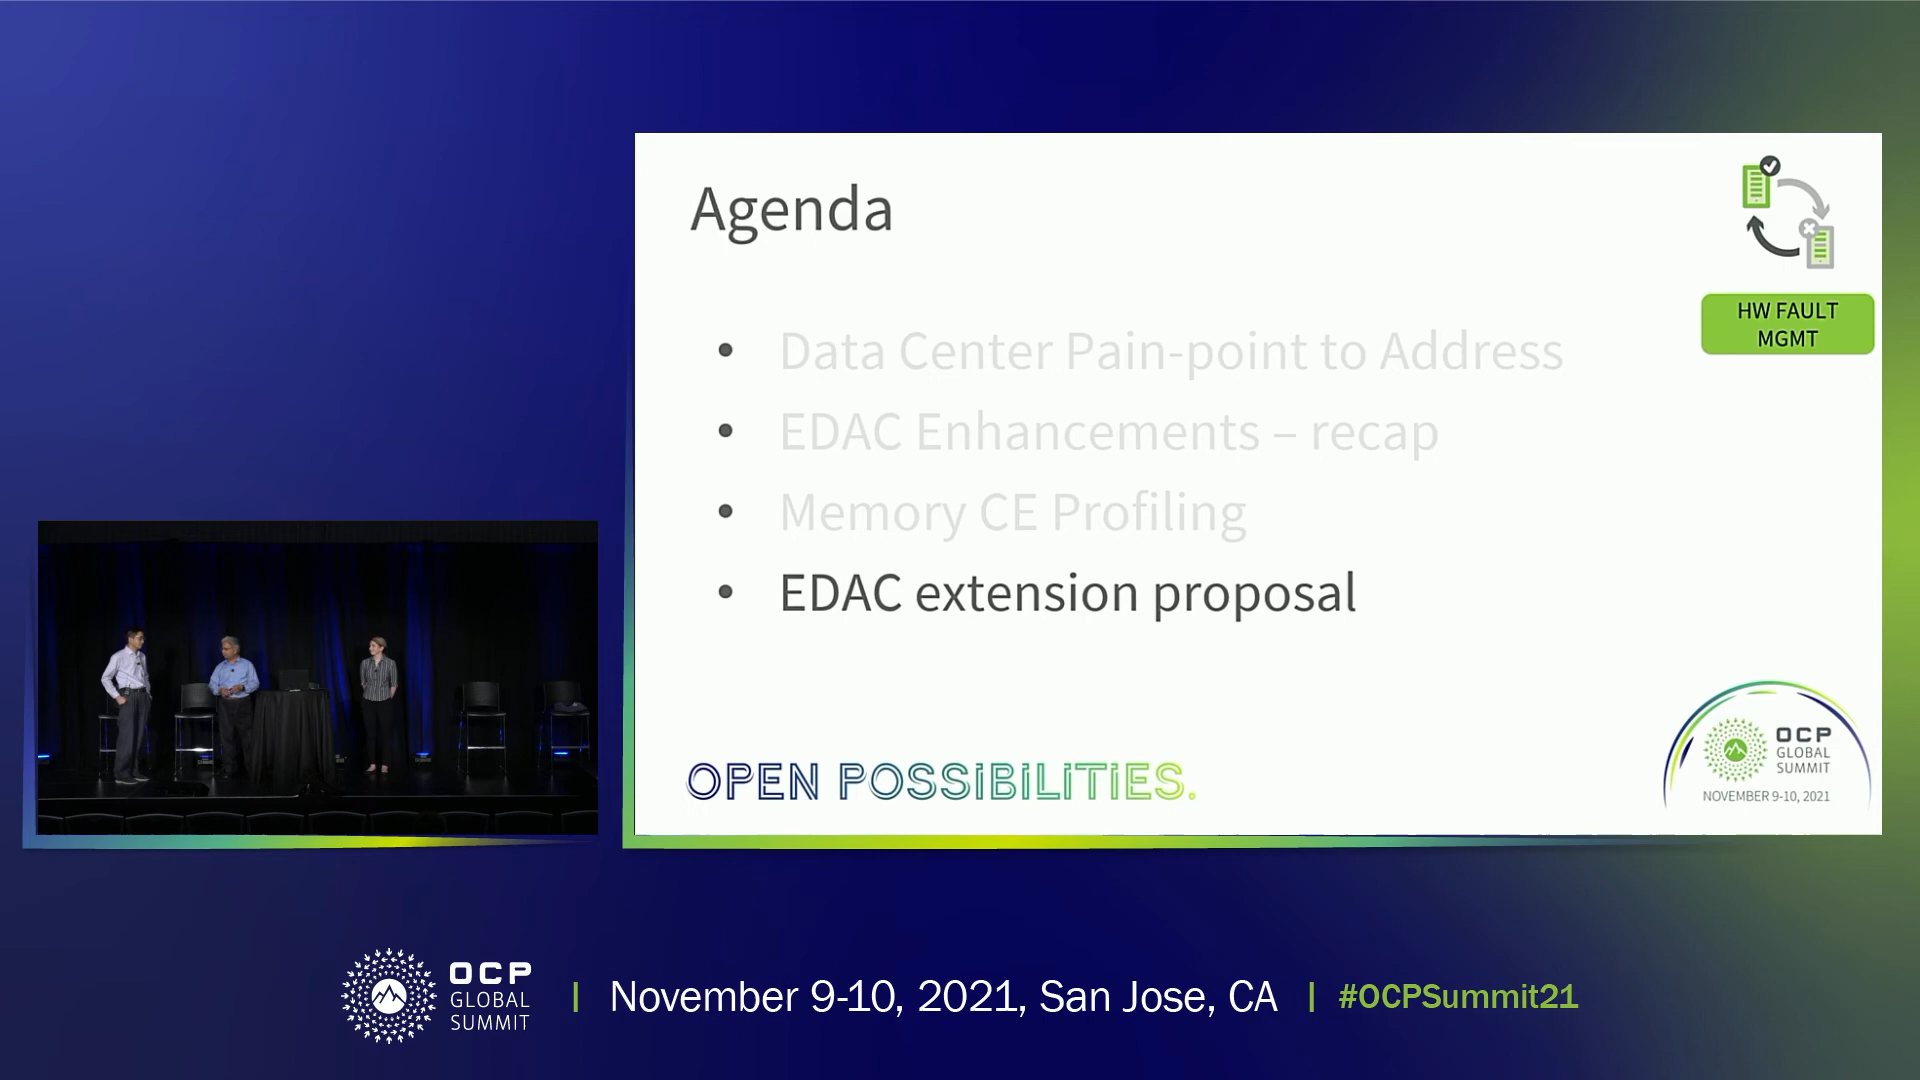 Agenda
HW FAULT
MGMT
• Data Center Pain-point to Address
• EDAC Enhancements – recap
• Memory CE Profiling
• EDAC extension proposal
OPEN POSSIBILITIES.
OCP
GLOBAL
SUMMIT
NOVEMBER 9-10, 2021
OCP
GLOBAL
SUMMIT
| November 9-10, 2021, San Jose, CA | #OCPSummit21